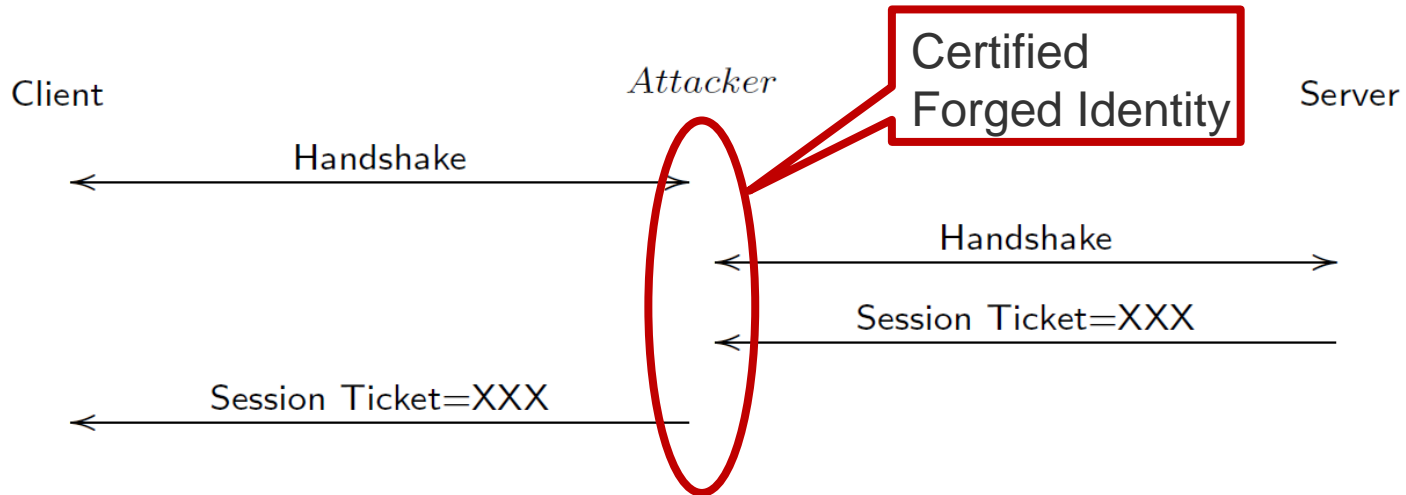 Certified
Forged Identity
Client
Attacker
Server
Handshake
Handshake
Session Ticket=XXX
Session Ticket=XXX